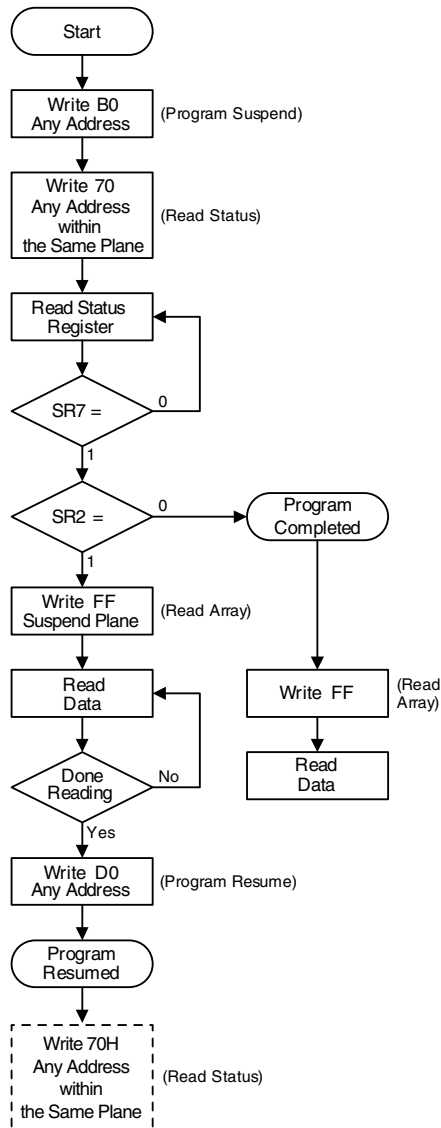 Start
Write B0
Any Address
(Program Suspend)
Write 70
Any Address
within
the Same Plane
(Read Status)
Read Status
Register
SR7 =
0
1
SR2 =
0
Program
Completed
1
Write FF
Suspend Plane
(Read Array)
Read
Data
Write FF
(Read
Array)
Done
Reading
No
Read
Data
Yes
Write D0
Any Address
(Program Resume)
Program
Resumed
Write 70H
Any Address
within
the Same Plane
(Read Status)